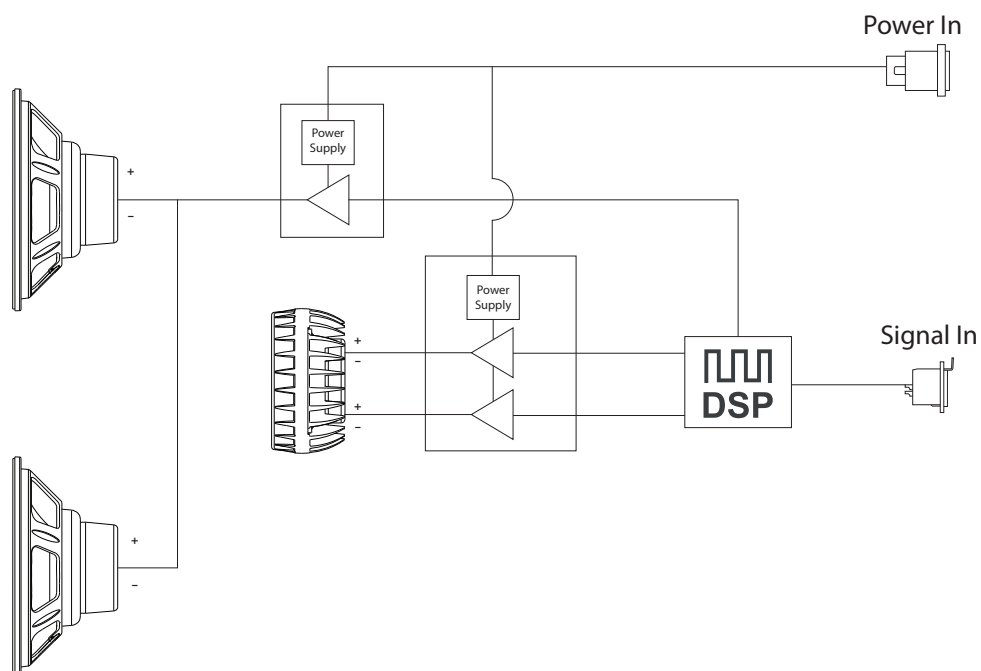 Power In
Power
Supply
+
−
Power
Supply
Signal In
+
−
DSP
+
−
+
−